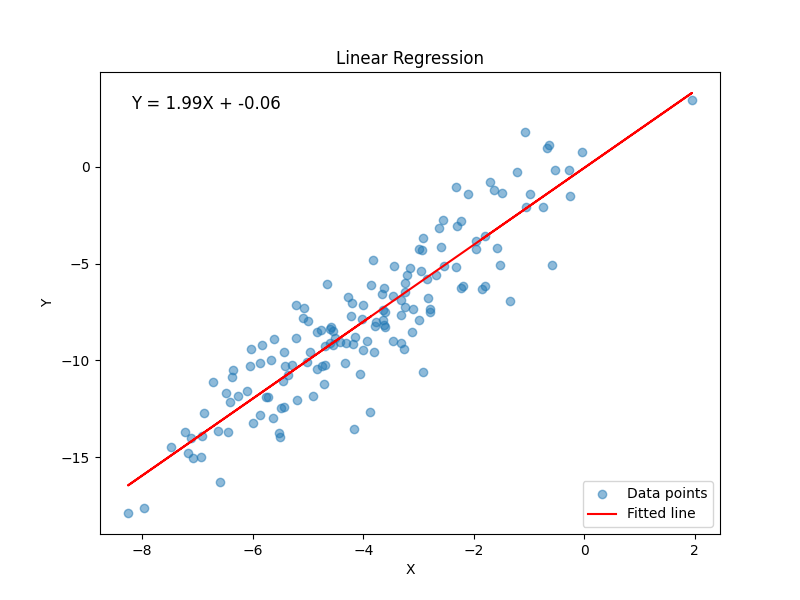 Linear Regression
Y = 1.99X + -0.06
0
−5
−10
−15
Y
−8
−6
−4
−2
0
2
X
Data points
Fitted line